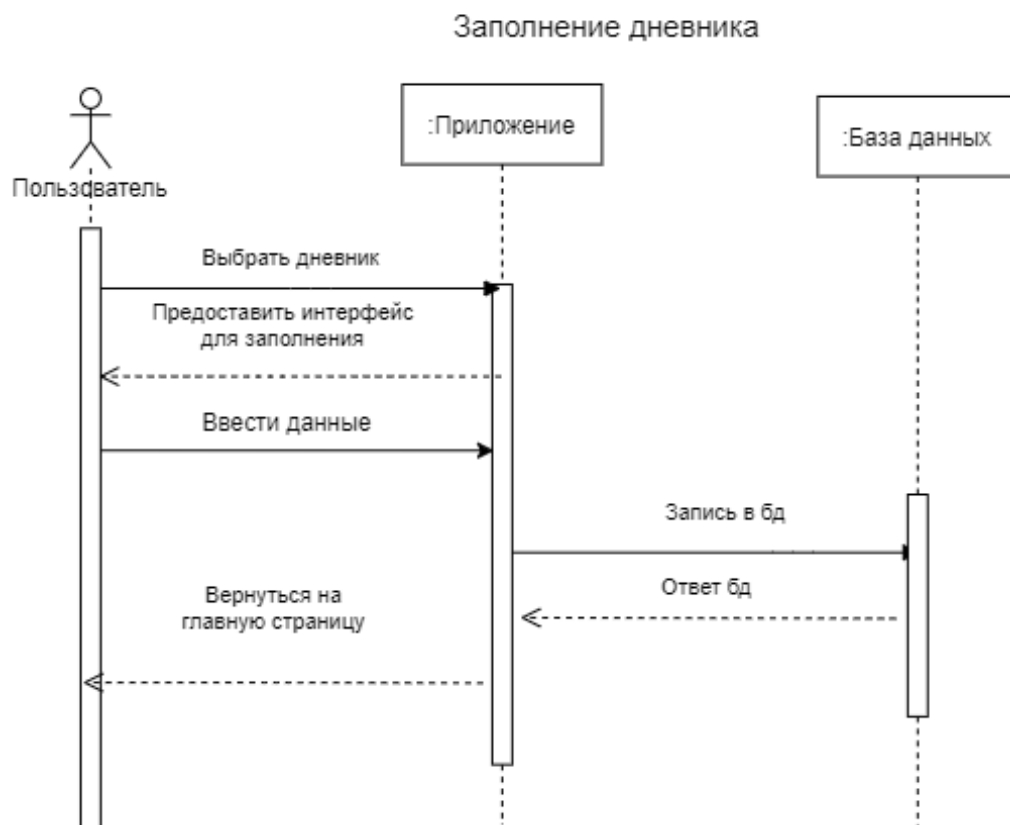 Заполнение дневника
:Приложение
:База данных
Пользователь
Выбрать дневник
Предоставить интерфейс
для заполнения
Ввести данные
Запись в бд
Ответ бд
Вернуться на
главную страницу